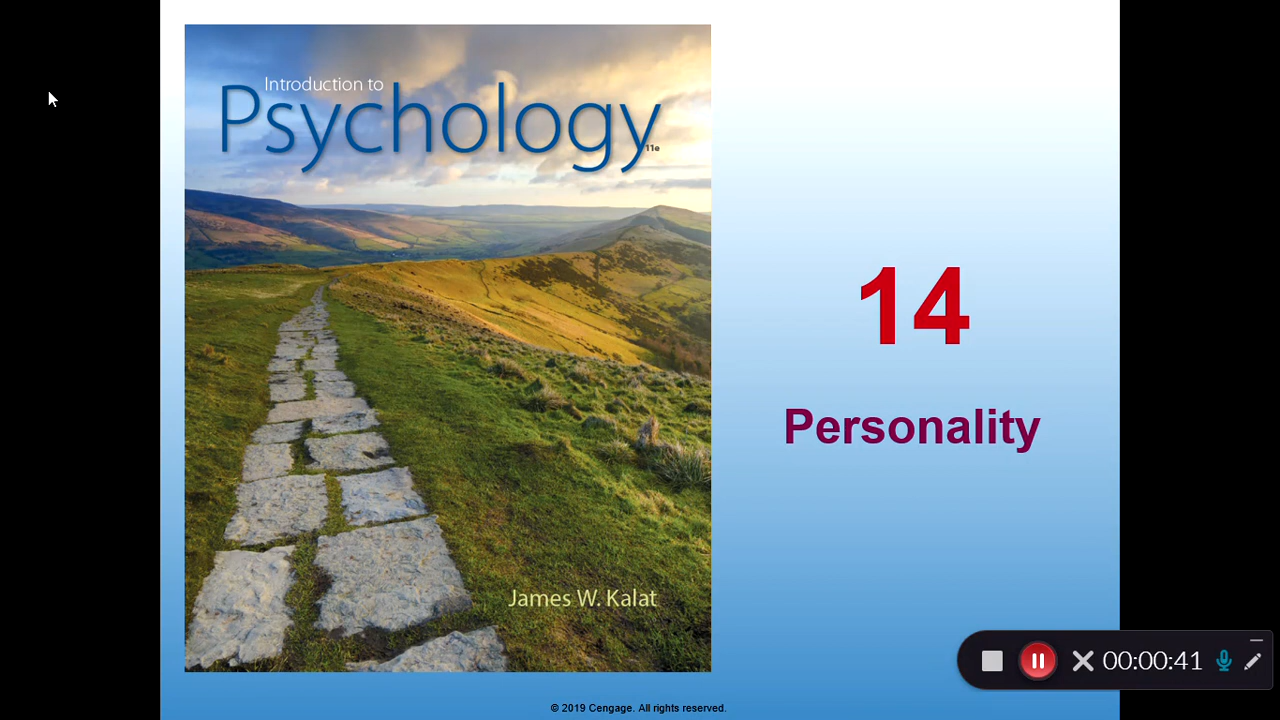 Introduction to
Psychology
11e
James W. Kalat
14
Personality
© 2019 Cengage. All rights reserved.
00:00:41